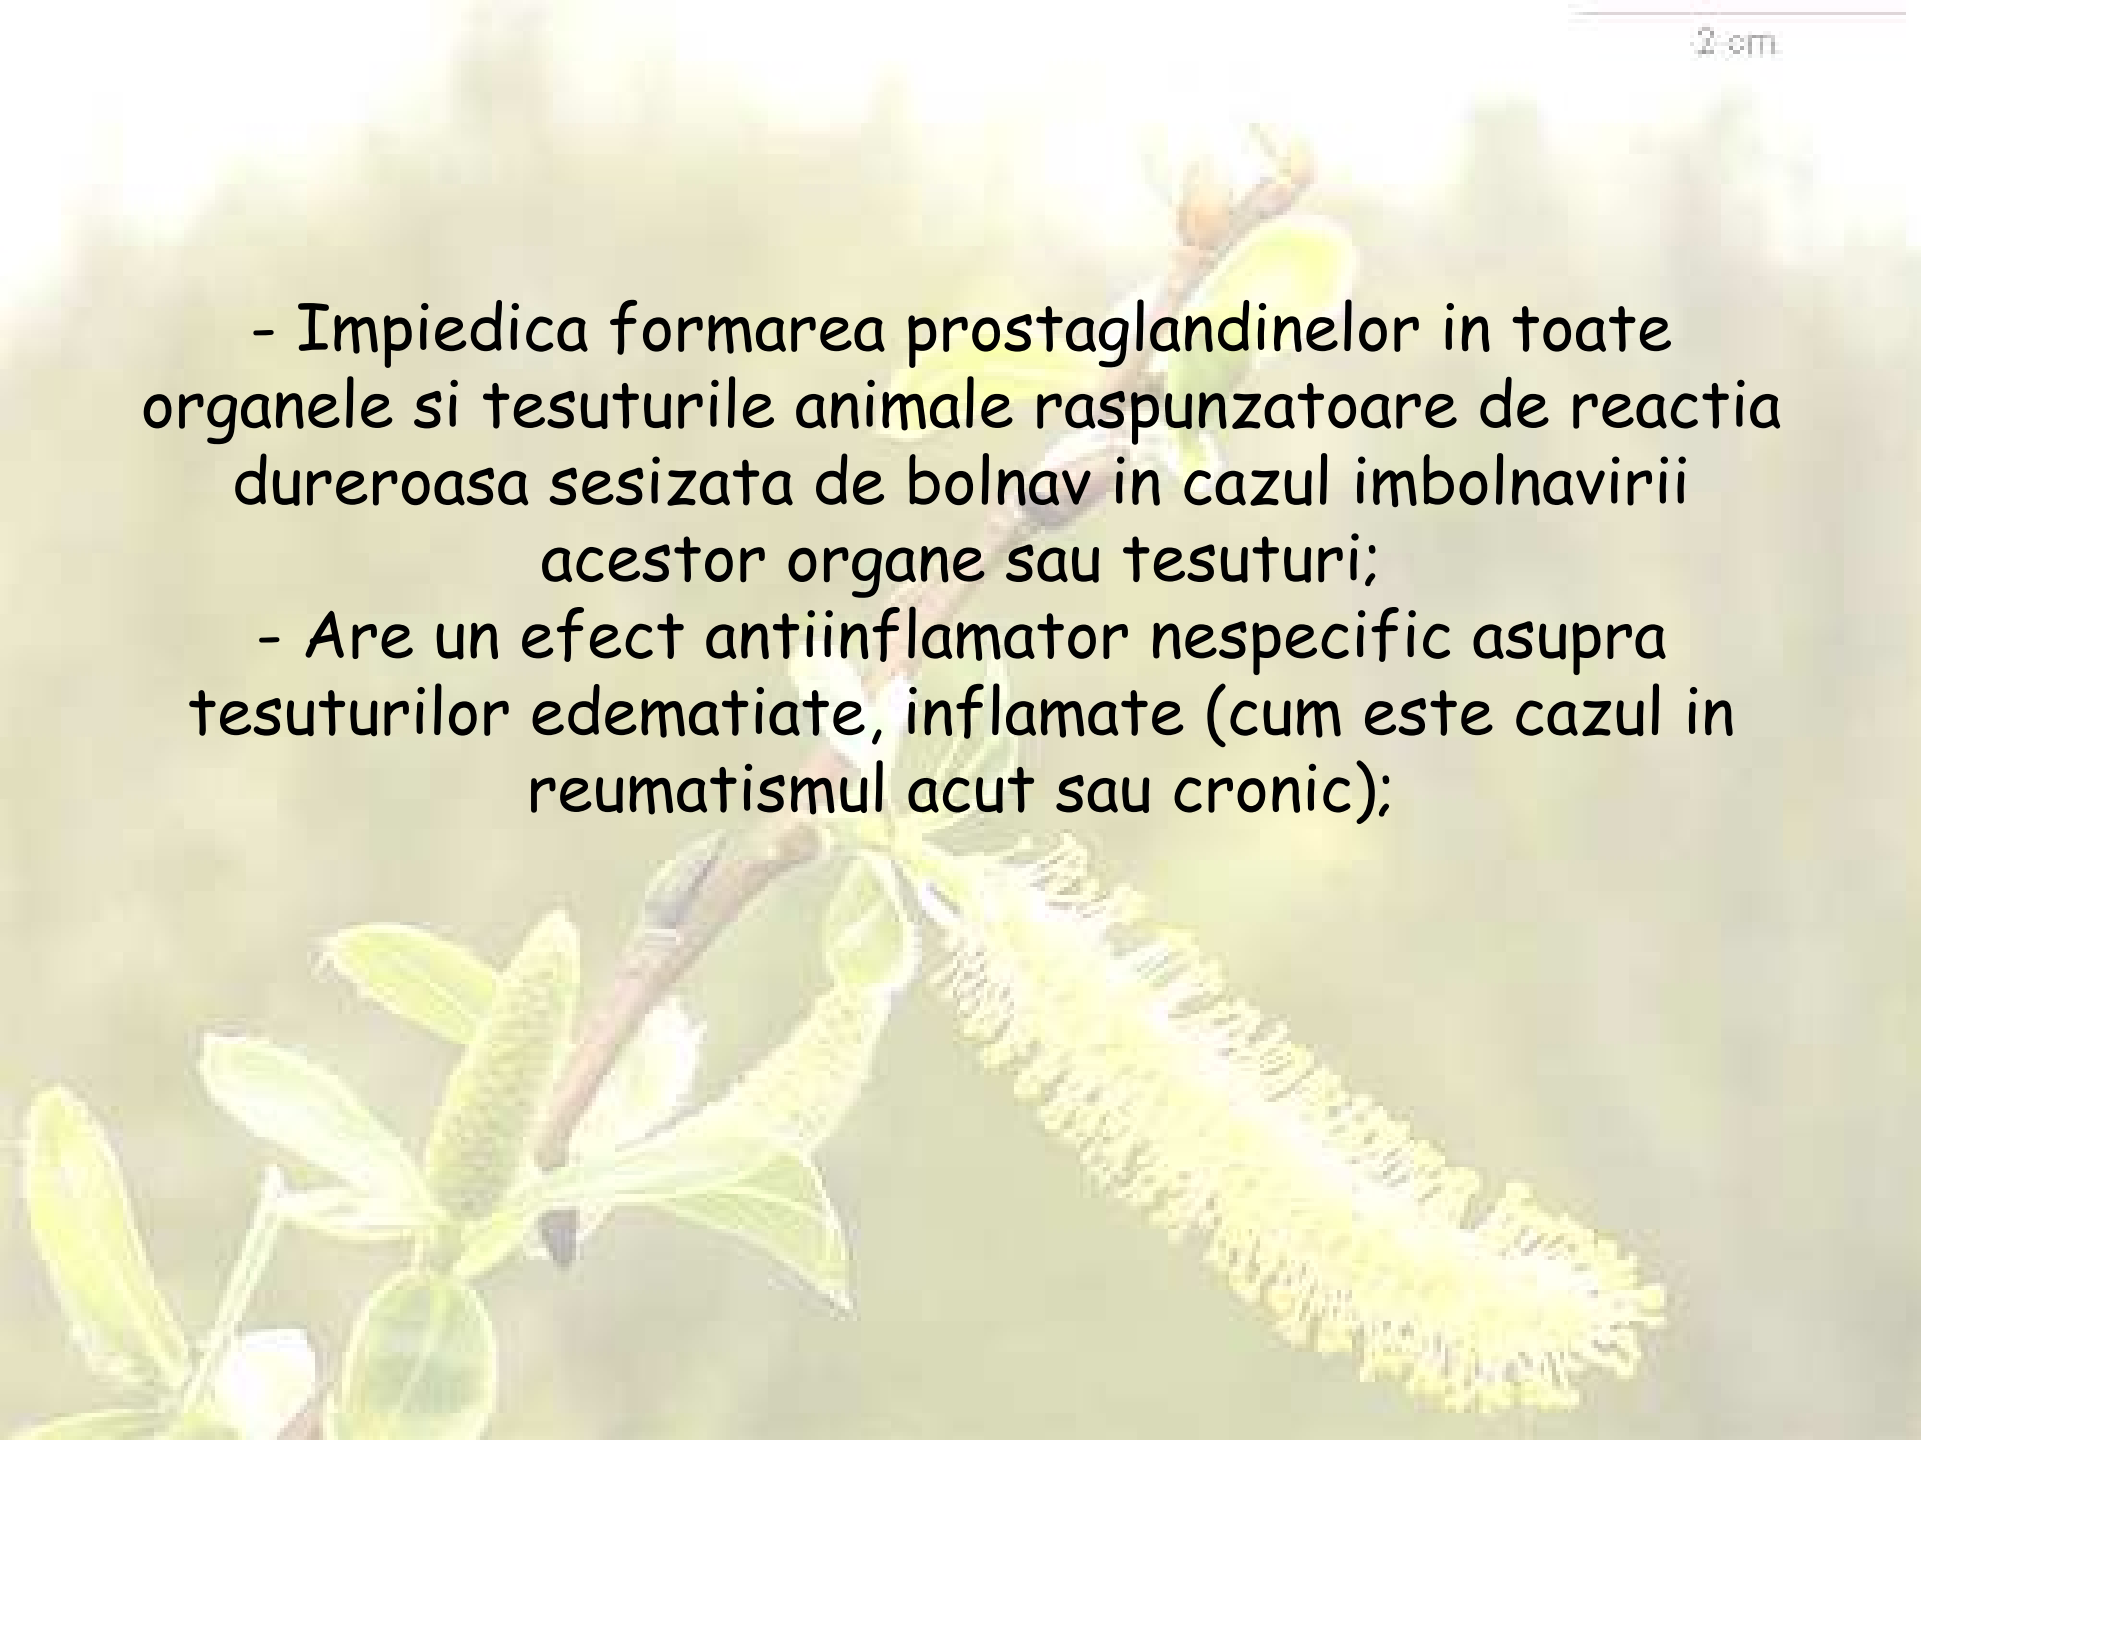 2 cm
- Impiedica formarea prostaglandinelor in toate
organele si tesuturile animale raspunzatoare de reactia
dureroasa sesizata de bolnav in cazul imbolnavirii
acestor organe sau tesuturi;
- Are un efect antiinflamator nespecific asupra
tesuturilor edematiate, inflamate (cum este cazul in
reumatismul acut sau cronic);